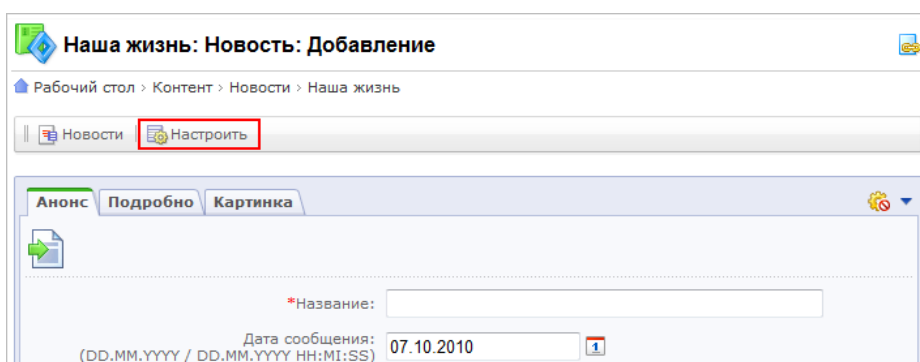 Наша жизнь: Новость: Добавление
Рабочий стол › Контент › Новости › Наша жизнь
Новости Настроить
Анонс Подробно Картинка
*Название:
Дата сообщения:
(DD.MM.YYYY / DD.MM.YYYY HH:MI:SS) 07.10.2010 1